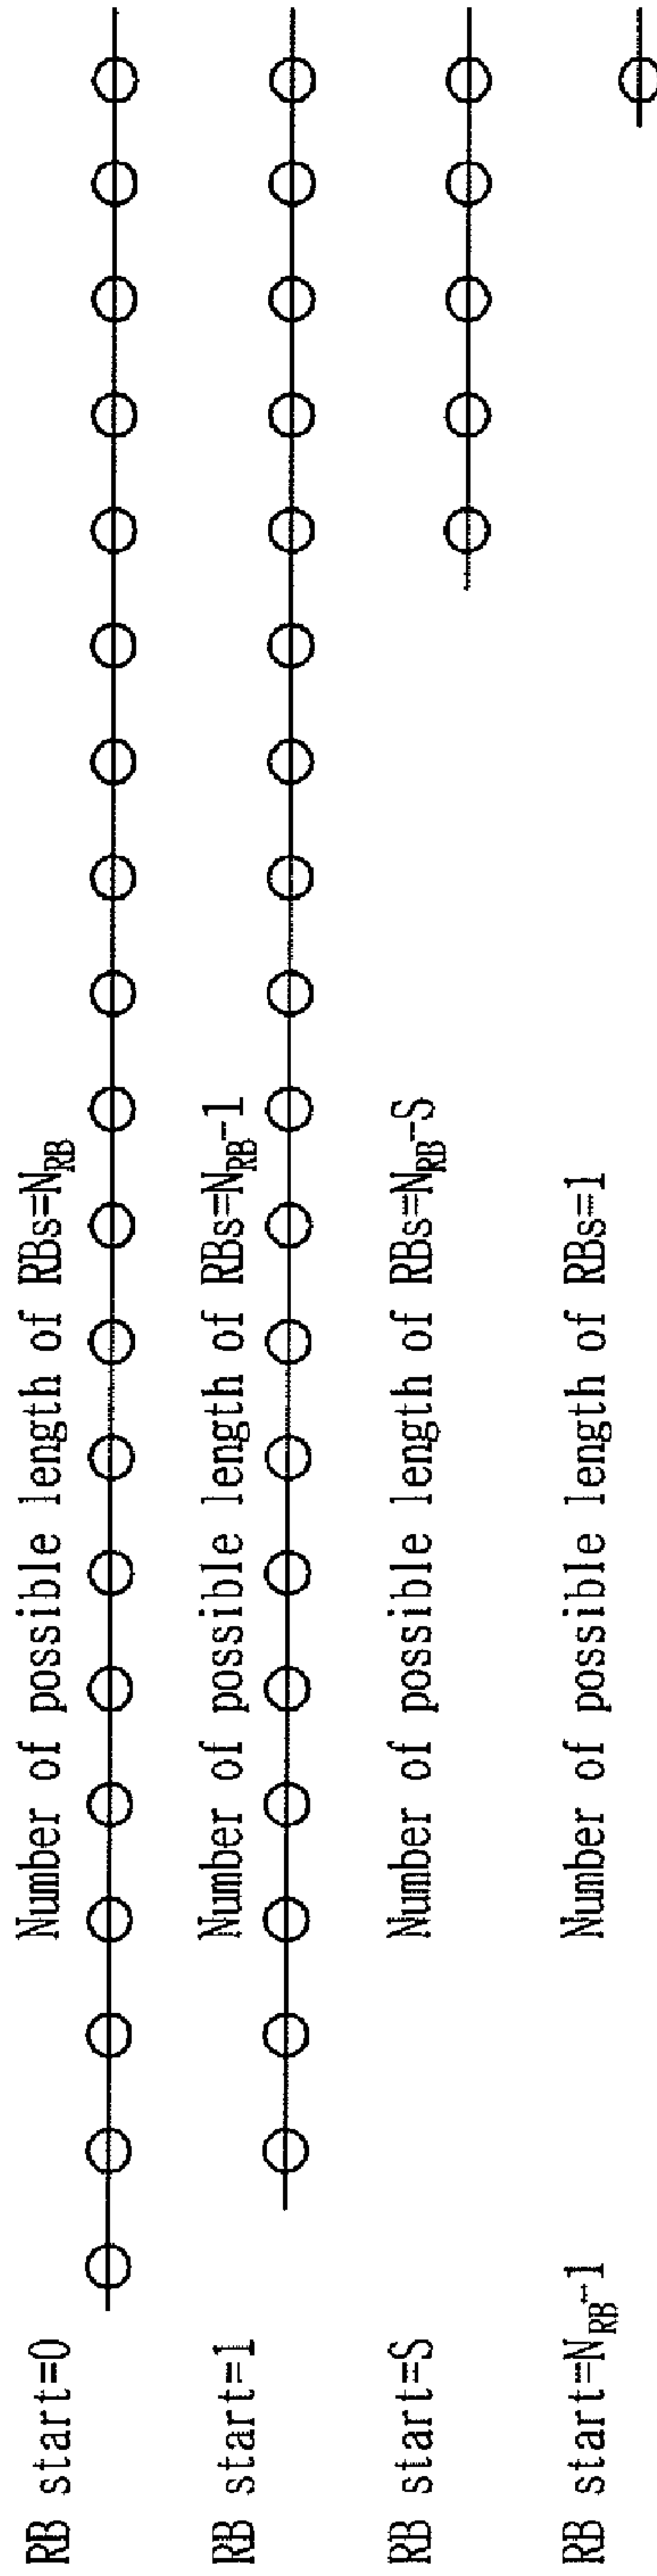 RB start=0
Number of possible length of RBs=N_RB
RB start=1
Number of possible length of RBs=N_RB-1
RB start=S
Number of possible length of RBs=N_RB-S
RB start=N_RB-1
Number of possible length of RBs=1